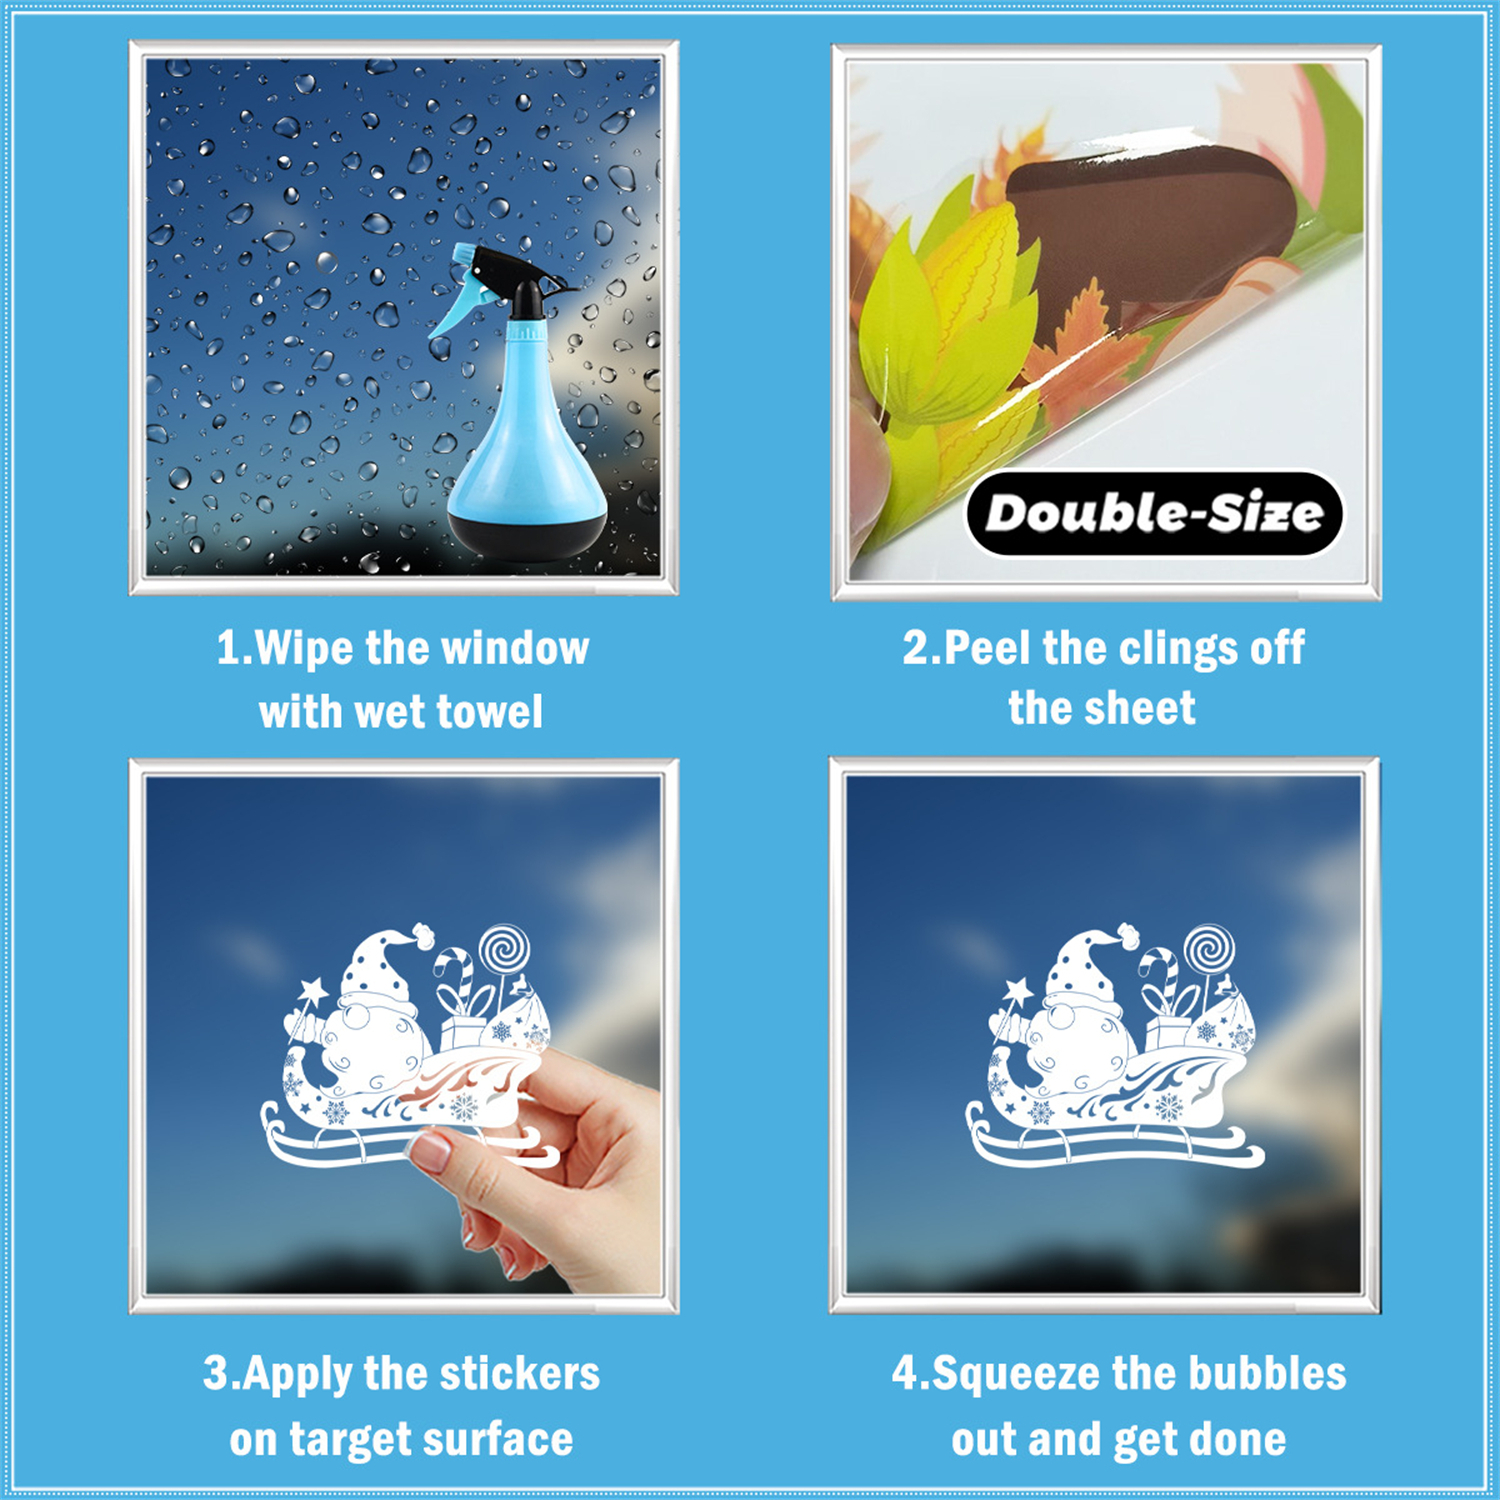 Double-Size
1.Wipe the window
with wet towel
2.Peel the clings off
the sheet
3.Apply the stickers
on target surface
4.Squeeze the bubbles
out and get done